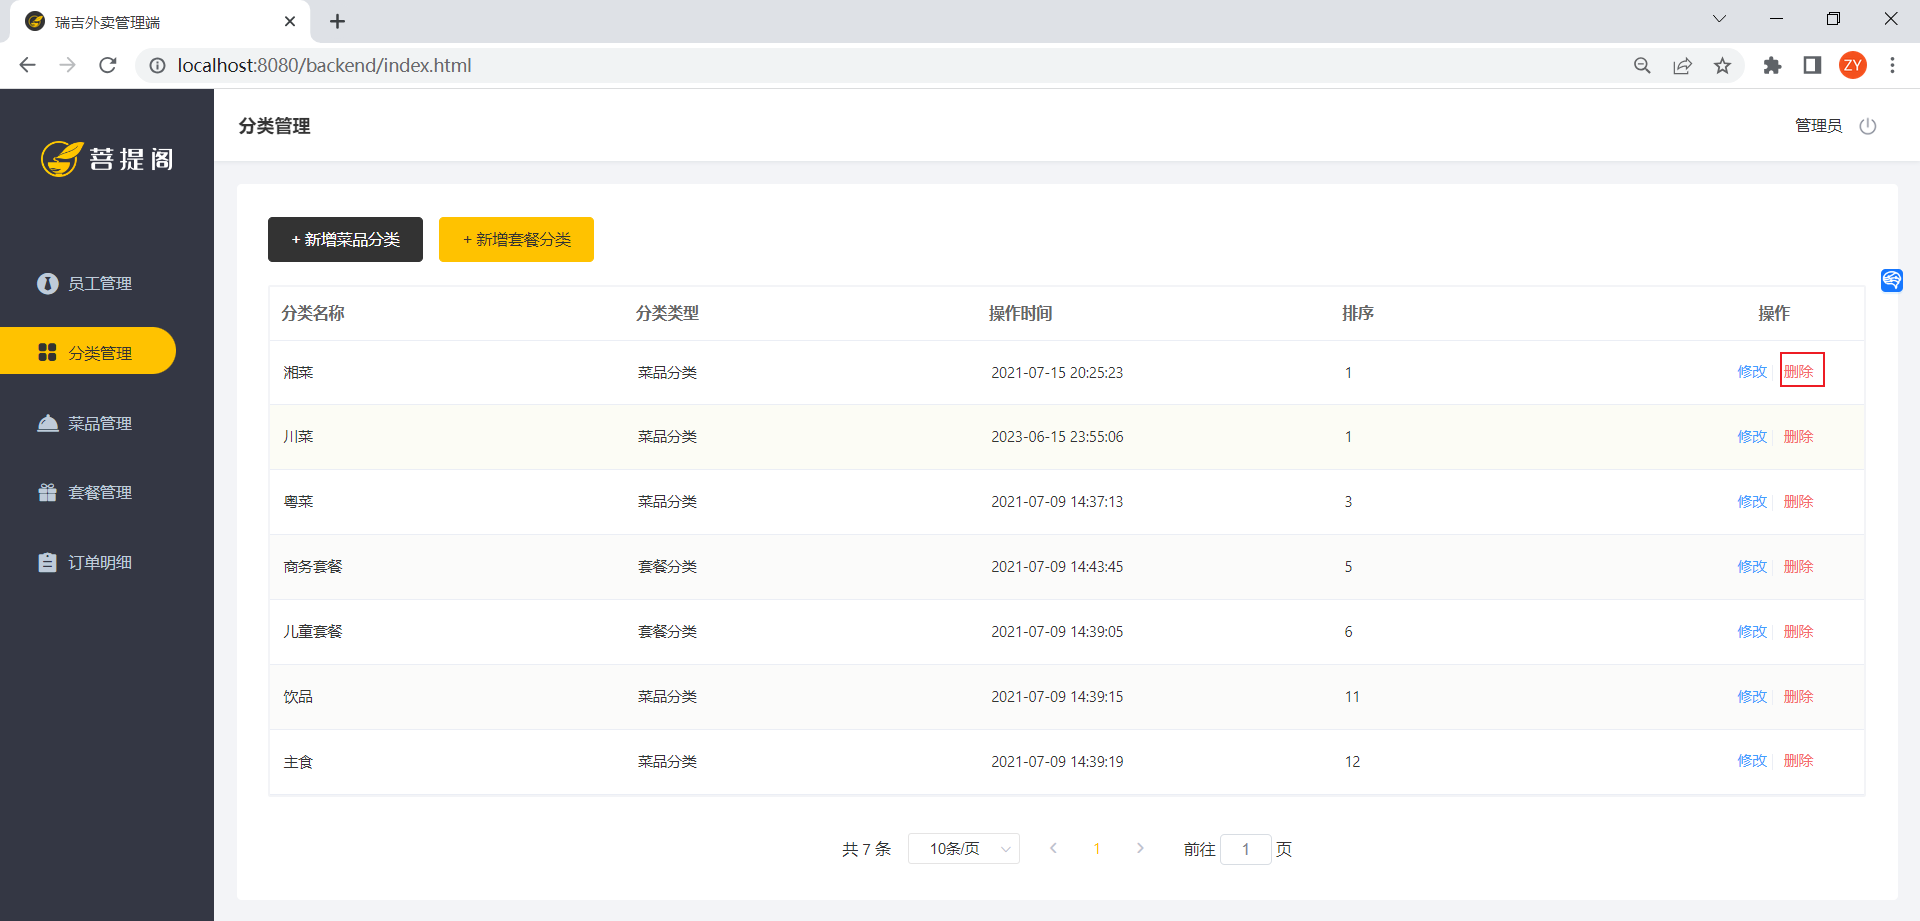 瑞吉外卖管理端
localhost:8080/backend/index.html
ZY
菩提阁
分类管理
管理员
员工管理
分类管理
菜品管理
套餐管理
订单明细
+ 新增菜品分类 + 新增套餐分类
分类名称 分类类型 操作时间 排序 操作
湘菜 菜品分类 2021-07-15 20:25:23 1 修改 删除
川菜 菜品分类 2023-06-15 23:55:06 1 修改 删除
粤菜 菜品分类 2021-07-09 14:37:13 3 修改 删除
商务套餐 套餐分类 2021-07-09 14:43:45 5 修改 删除
儿童套餐 套餐分类 2021-07-09 14:39:05 6 修改 删除
饮品 菜品分类 2021-07-09 14:39:15 11 修改 删除
主食 菜品分类 2021-07-09 14:39:19 12 修改 删除
共 7 条 10条/页 1 前往 1 页